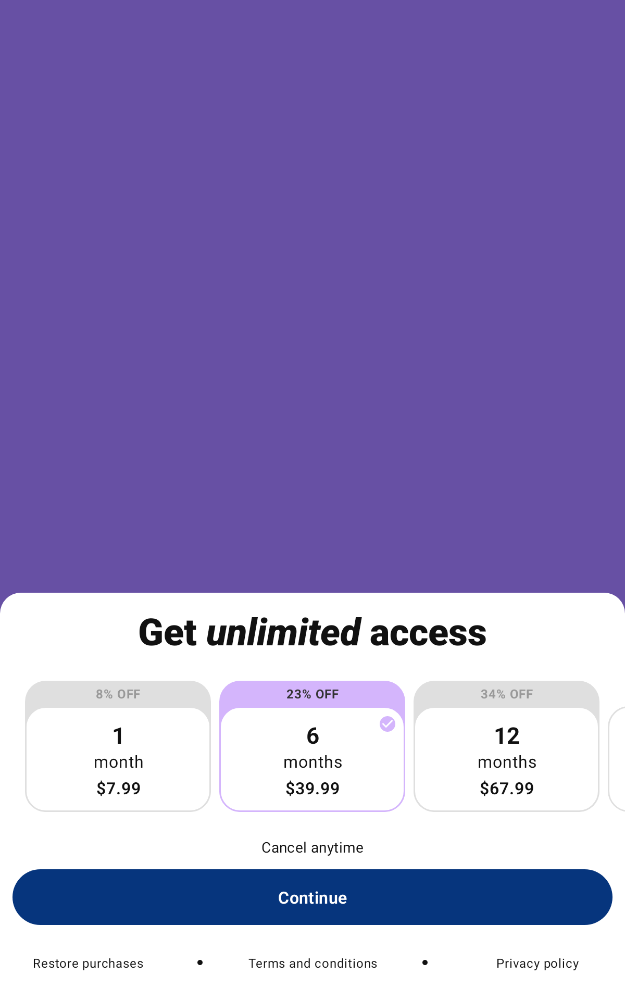 Get unlimited access
8% OFF
1
month
$7.99
23% OFF
6
months
$39.99
34% OFF
12
months
$67.99
Cancel anytime
Continue
Restore purchases • Terms and conditions • Privacy policy